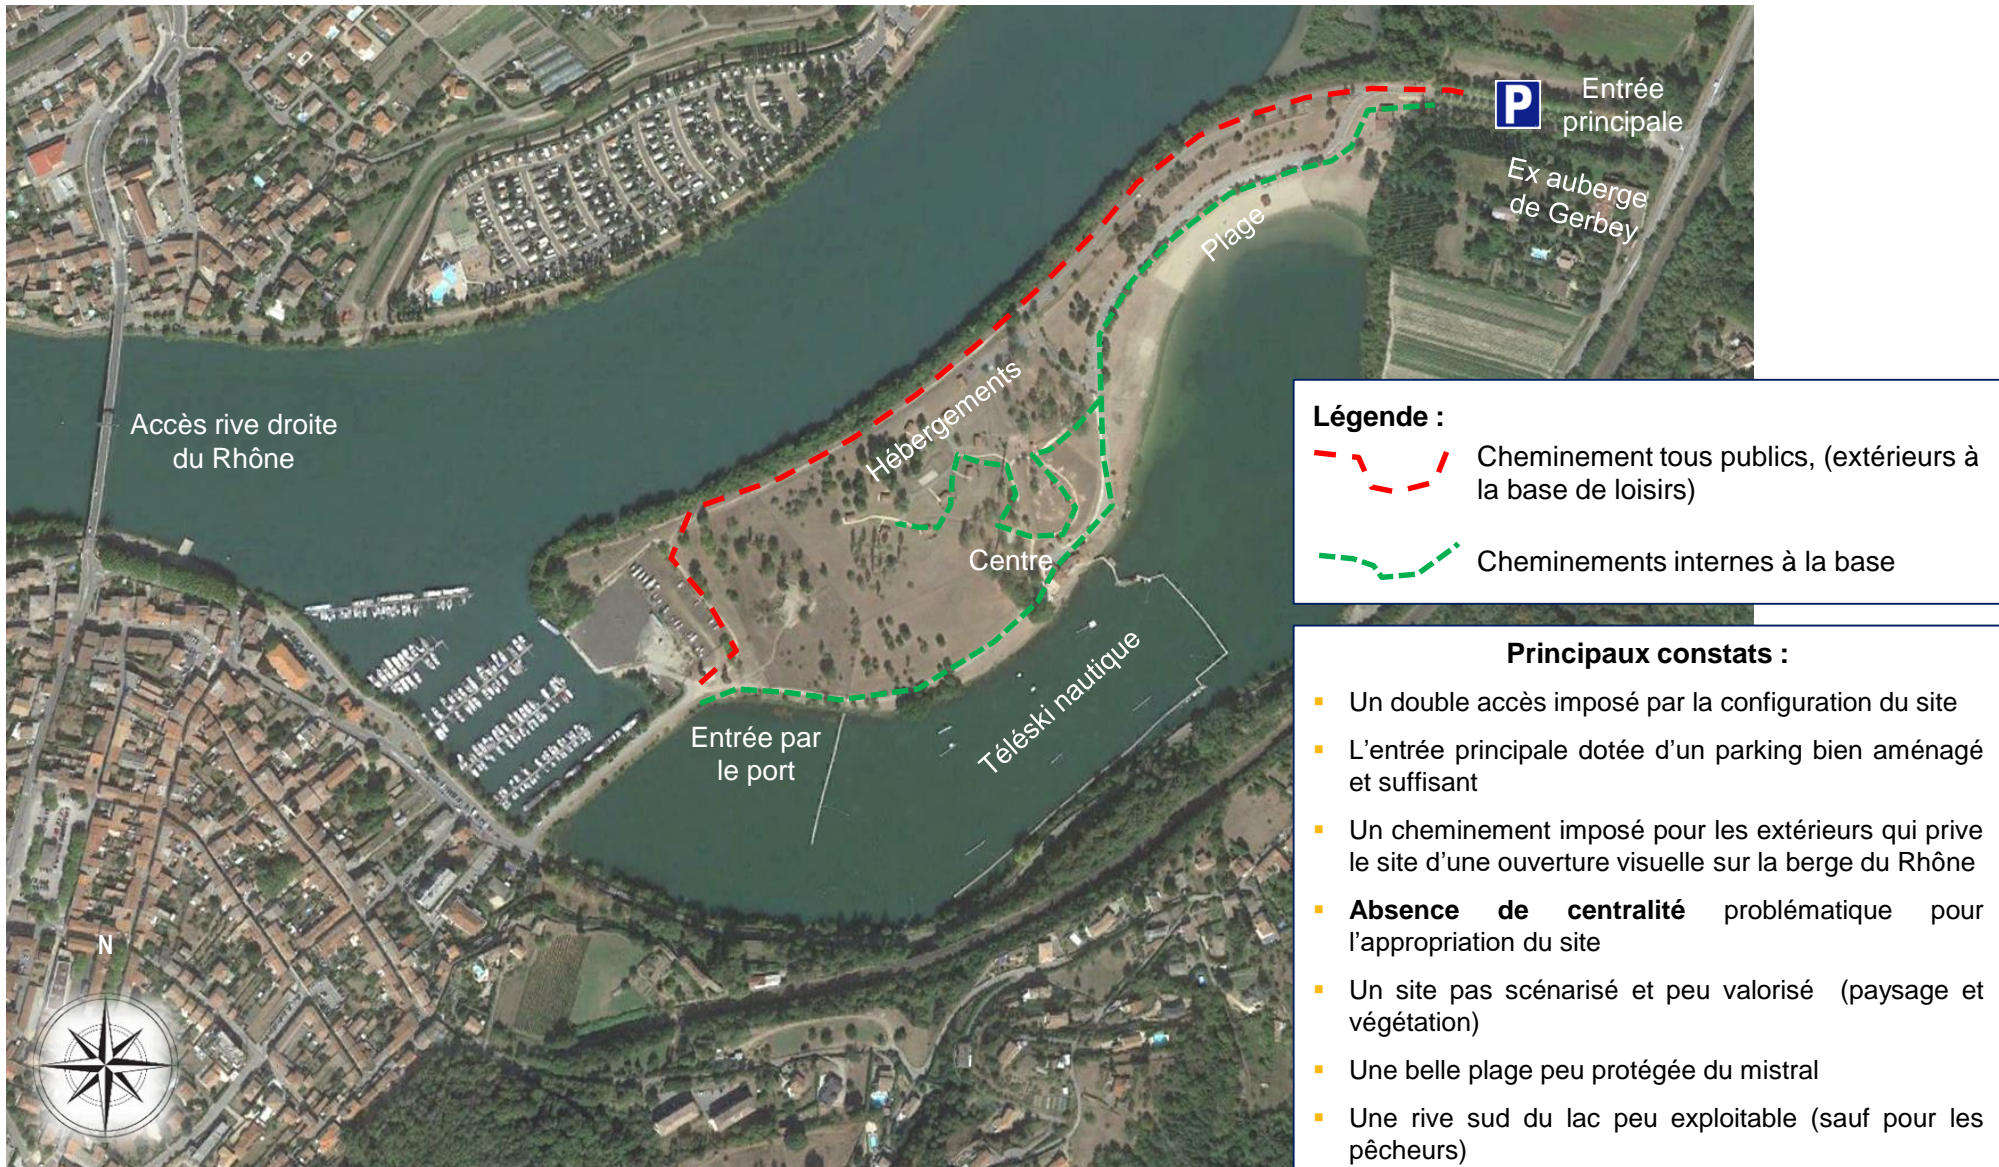 P
Entrée
principale
Ex auberge
de Gerbey
Plage
Accès rive droite
du Rhône
Hébergements
Centre
Téléski nautique
Entrée par
le port
N
Légende :
Cheminement tous publics, (extérieurs à
la base de loisirs)
Cheminements internes à la base
Principaux constats :
▪ Un double accès imposé par la configuration du site
▪ L’entrée principale dotée d’un parking bien aménagé
et suffisant
▪ Un cheminement imposé pour les extérieurs qui prive
le site d’une ouverture visuelle sur la berge du Rhône
▪ Absence de centralité problématique pour
l’appropriation du site
▪ Un site pas scénarisé et peu valorisé (paysage et
végétation)
▪ Une belle plage peu protégée du mistral
▪ Une rive sud du lac peu exploitable (sauf pour les
pêcheurs)